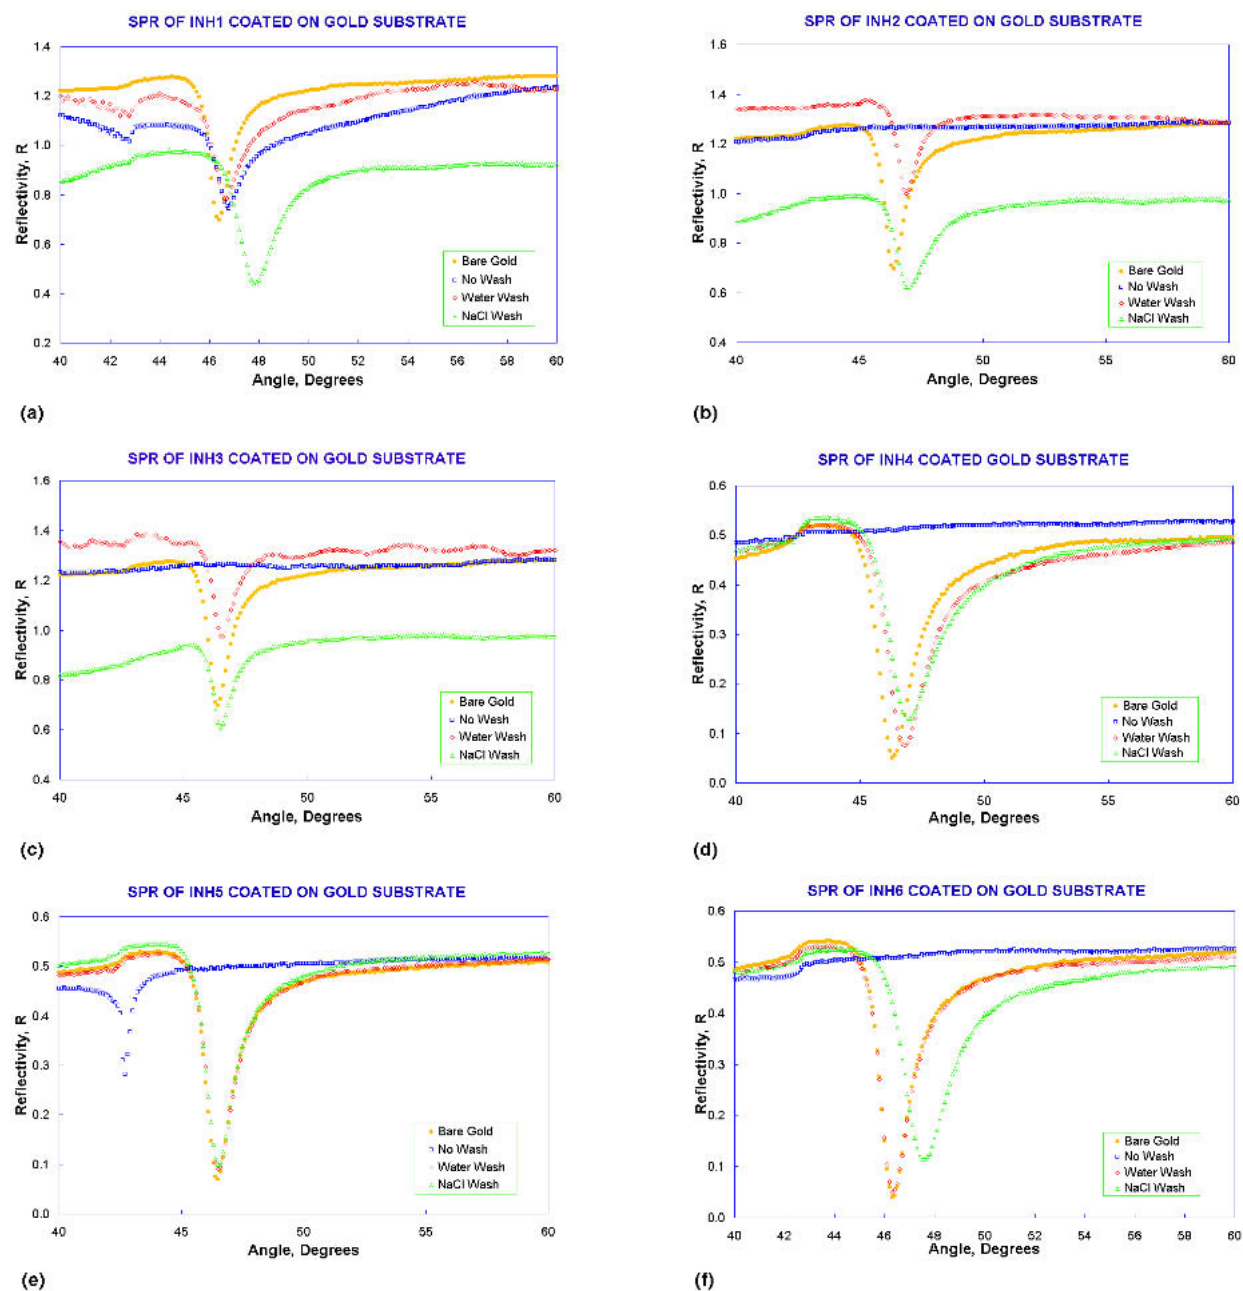 SPR OF INH1 COATED ON GOLD SUBSTRATE
1.4
1.2
1.0
0.8
0.6
0.4
0.2
Reflectivity, R
Bare Gold
No Wash
Water Wash
NaCl Wash
40 42 44 46 48 50 52 54 56 58 60
Angle, Degrees
(a)
SPR OF INH2 COATED ON GOLD SUBSTRATE
1.6
1.4
1.2
1.0
0.8
0.6
0.4
Reflectivity, R
Bare Gold
No Wash
Water Wash
NaCl Wash
40 45 50 55 60
Angle, Degrees
(b)
SPR OF INH3 COATED ON GOLD SUBSTRATE
1.6
1.4
1.2
1.0
0.8
0.6
0.4
Reflectivity, R
Bare Gold
No Wash
Water Wash
NaCl Wash
40 45 50 55 60
Angle, Degrees
(c)
SPR OF INH4 COATED GOLD SUBSTRATE
0.6
0.5
0.4
0.3
0.2
0.1
0.0
Reflectivity, R
Bare Gold
No Wash
Water Wash
NaCl Wash
40 45 50 55 60
Angle, Degrees
(d)
SPR OF INH5 COATED ON GOLD SUBSTRATE
0.6
0.5
0.4
0.3
0.2
0.1
0.0
Reflectivity, R
Bare Gold
No Wash
Water Wash
NaCl Wash
40 45 50 55 60
Angle, Degrees
(e)
SPR OF INH6 COATED ON GOLD SUBSTRATE
0.6
0.5
0.4
0.3
0.2
0.1
0.0
Reflectivity, R
Bare Gold
No Wash
Water Wash
NaCl Wash
40 42 44 46 48 50 52 54 56 58 60
Angle, Degrees
(f)